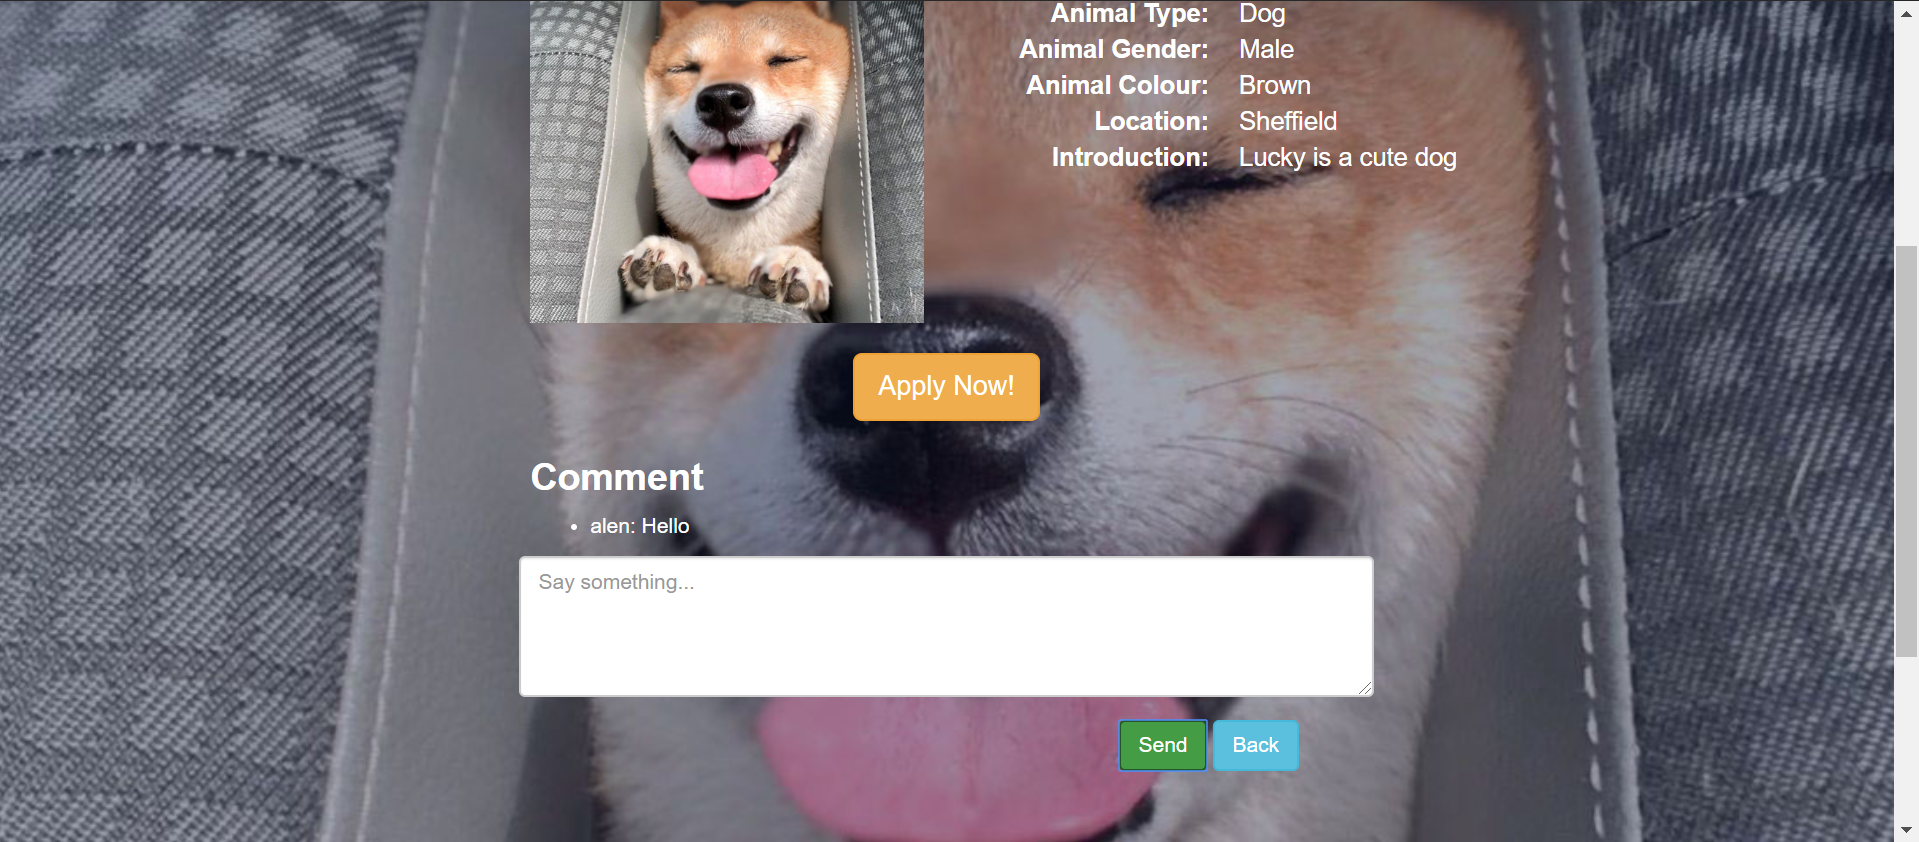 Animal Type: Dog
Animal Gender: Male
Animal Colour: Brown
Location: Sheffield
Introduction: Lucky is a cute dog
Apply Now!
Comment
• alen: Hello
Say something...
Send Back